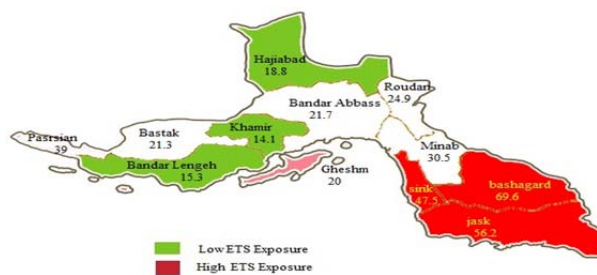 Hajiabad
18.8
Roudan
24.9
Bandar Abbass
21.7
Khamir
14.1
Bastak
21.3
Pasrsian
39
Minab
30.5
Bandar Lengeh
15.3
Gheshm
20
sirik
47.5
bashagard
69.6
jask
56.2
Low ETS Exposure
High ETS Exposure